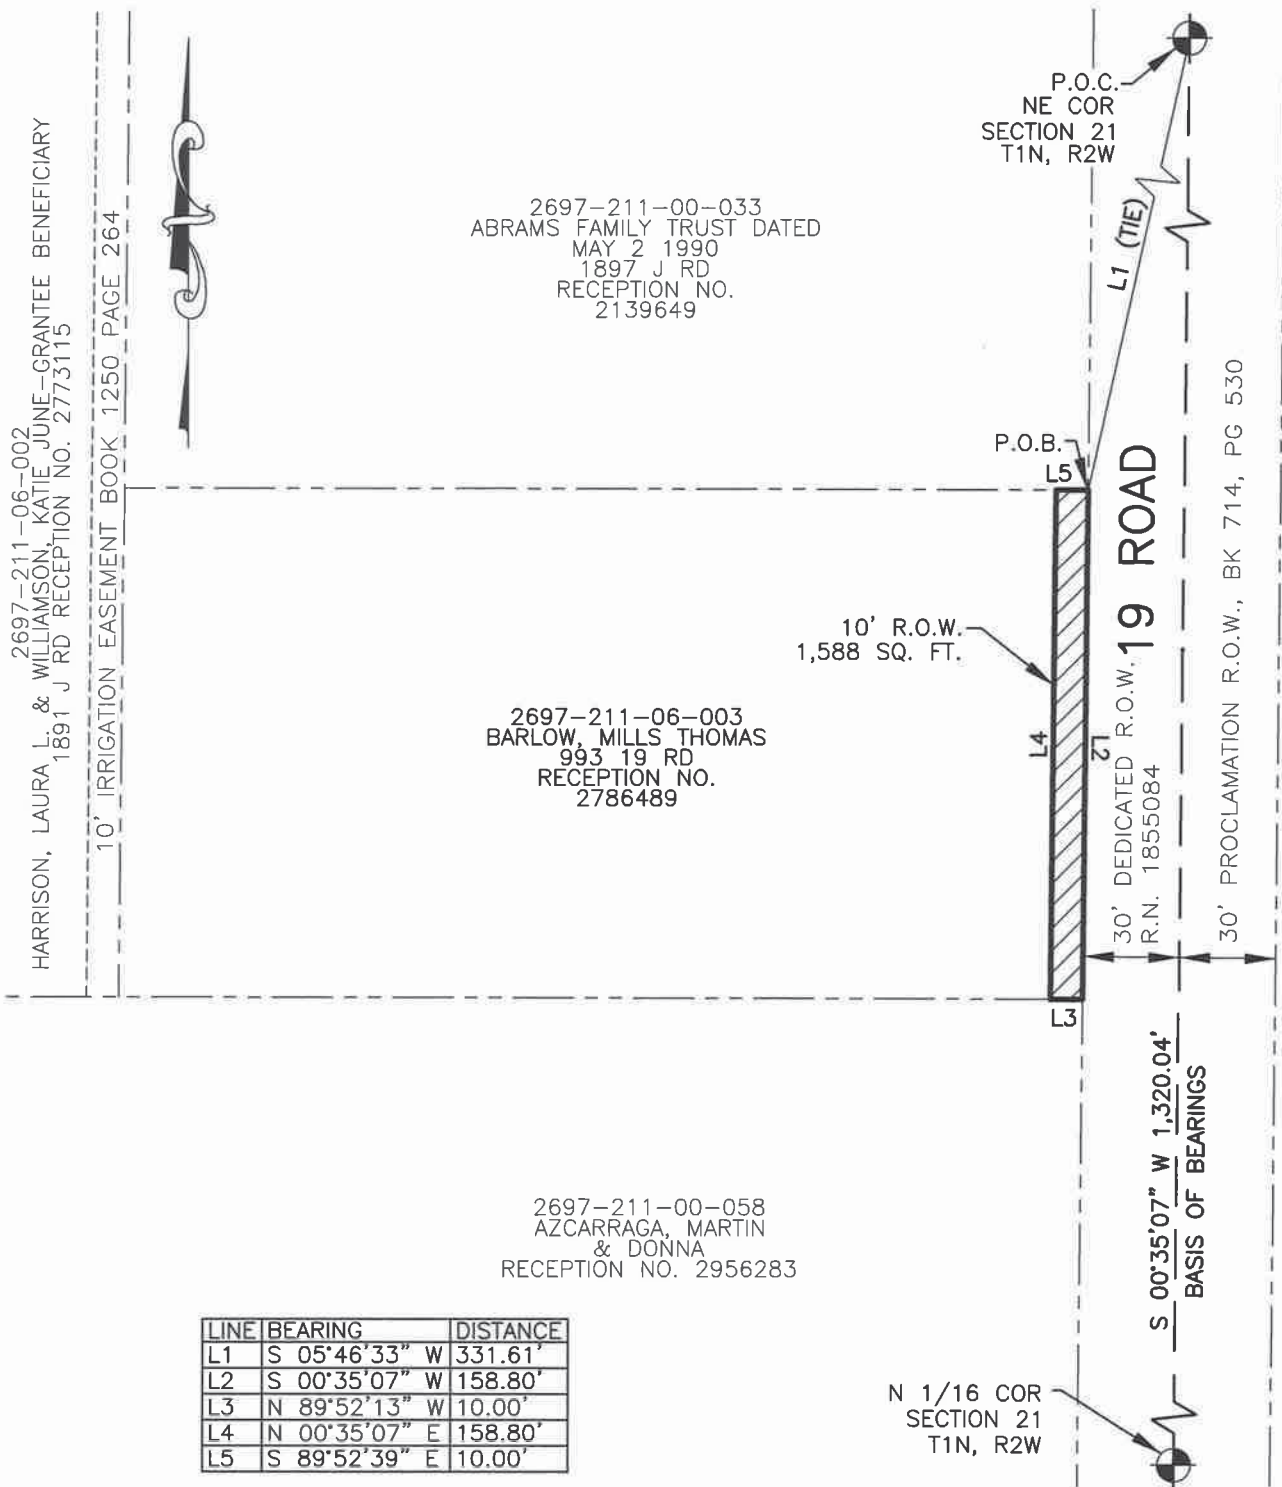 P.O.C.
NE COR
SECTION 21
T1N, R2W
L1 (TIE)
2697-211-00-033
ABRAMS FAMILY TRUST DATED
MAY 2 1990
1897 J RD
RECEPTION NO.
2139649
2697-211-06-002
HARRISON, LAURA L. & WILLIAMSON, KATIE JUNE-GRANTEE BENEFICIARY
1891 J RD RECEPTION NO. 2773115
10' IRRIGATION EASEMENT BOOK 1250 PAGE 264
P.O.B.
L5
10' R.O.W.
1,588 SQ. FT.
L4
L2
2697-211-06-003
BARLOW, MILLS THOMAS
993 19 RD
RECEPTION NO.
2786489
30' DEDICATED R.O.W.
R.N. 1855084
19 ROAD
30' PROCLAMATION R.O.W., BK 714, PG 530
L3
S 00°35'07" W 1,320.04'
BASIS OF BEARINGS
2697-211-00-058
AZCARRAGA, MARTIN
& DONNA
RECEPTION NO. 2956283
LINE BEARING DISTANCE
L1 S 05°46'33" W 331.61'
L2 S 00°35'07" W 158.80'
L3 N 89°52'13" W 10.00'
L4 N 00°35'07" E 158.80'
L5 S 89°52'39" E 10.00'
N 1/16 COR
SECTION 21
T1N, R2W